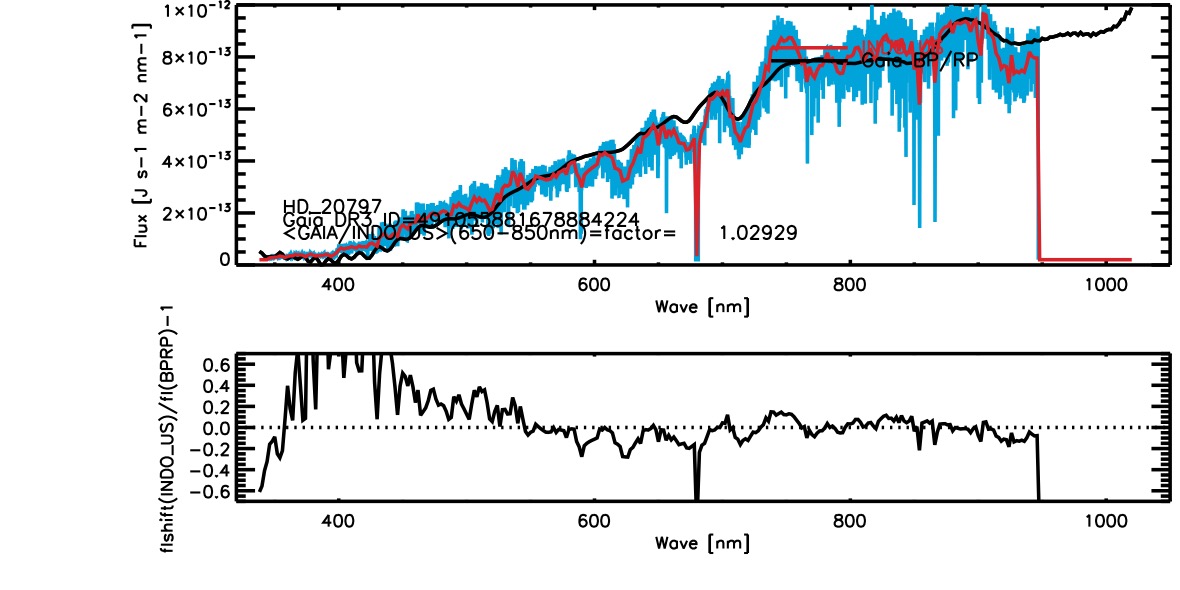 1×10⁻¹²
8×10⁻¹³
6×10⁻¹³
4×10⁻¹³
2×10⁻¹³
0
Flux [J s-1 m-2 nm-1]
Gaia BP/RP
HD_20797
Gaia DR3 ID=
<GAIA/INDO_US>(650-850nm)=factor= 1.02929
400 600 800 1000
Wave [nm]
flshift(INDO_US)/fl(BPRP)-1
0.6
0.4
0.2
0.0
-0.2
-0.4
-0.6
400 600 800 1000
Wave [nm]